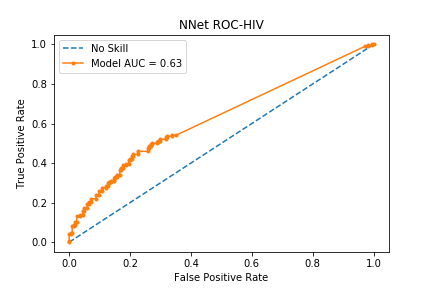 NNet ROC-HIV
No Skill
Model AUC = 0.63
True Positive Rate
1.0
0.8
0.6
0.4
0.2
0.0
0.0 0.2 0.4 0.6 0.8 1.0
False Positive Rate